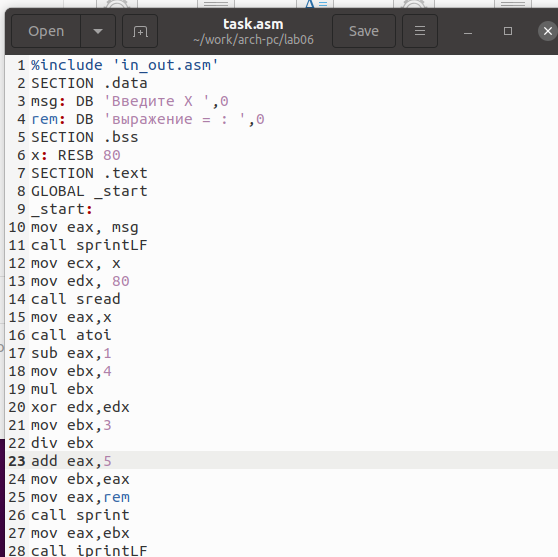 task.asm
Open
Save
~/work/arch-pc/lab06
1 %include 'in_out.asm'
2 SECTION .data
3 msg: DB 'Введите X ',0
4 rem: DB 'выражение = : ',0
5 SECTION .bss
6 x: RESB 80
7 SECTION .text
8 GLOBAL _start
9 _start:
10 mov eax, msg
11 call sprintLF
12 mov ecx, x
13 mov edx, 80
14 call sread
15 mov eax,x
16 call atoi
17 sub eax,1
18 mov ebx,4
19 mul ebx
20 xor edx,edx
21 mov ebx,3
22 div ebx
23 add eax,5
24 mov ebx,eax
25 mov eax,rem
26 call sprint
27 mov eax,ebx
28 call iprintLF